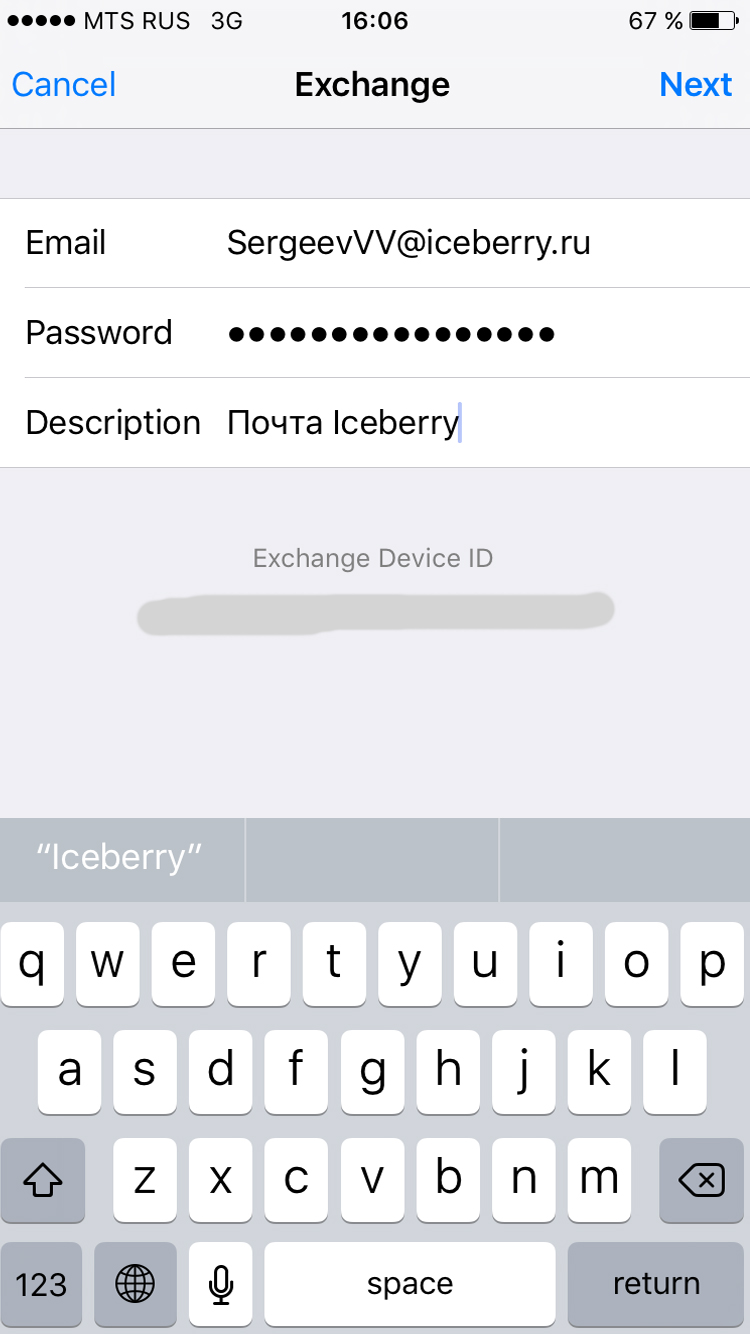 MTS RUS 3G 16:06 67 %
Cancel Exchange Next
Email SergeevVV@iceberry.ru
Password ●●●●●●●●●●●●●●●●
Description Почта Iceberry
Exchange Device ID
“Iceberry”
q w e r t y u i o p
a s d f g h j k l
z x c v b n m
123 space return